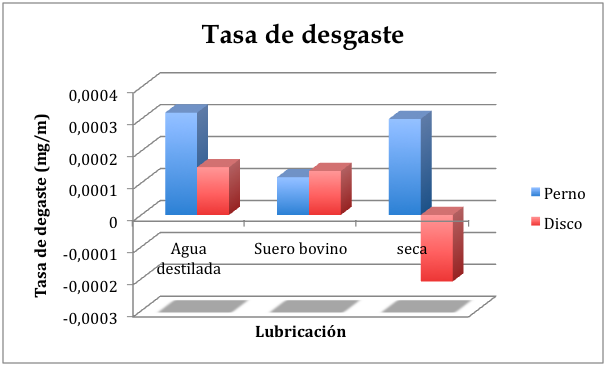 Tasa de desgaste
Tasa de degaste (mg/m)
0,0004
0,0003
0,0002
0,0001
0
-0,0001
-0,0002
-0,0003
Agua
destilada
Suero bovino
seca
Lubricación
Perno
Disco